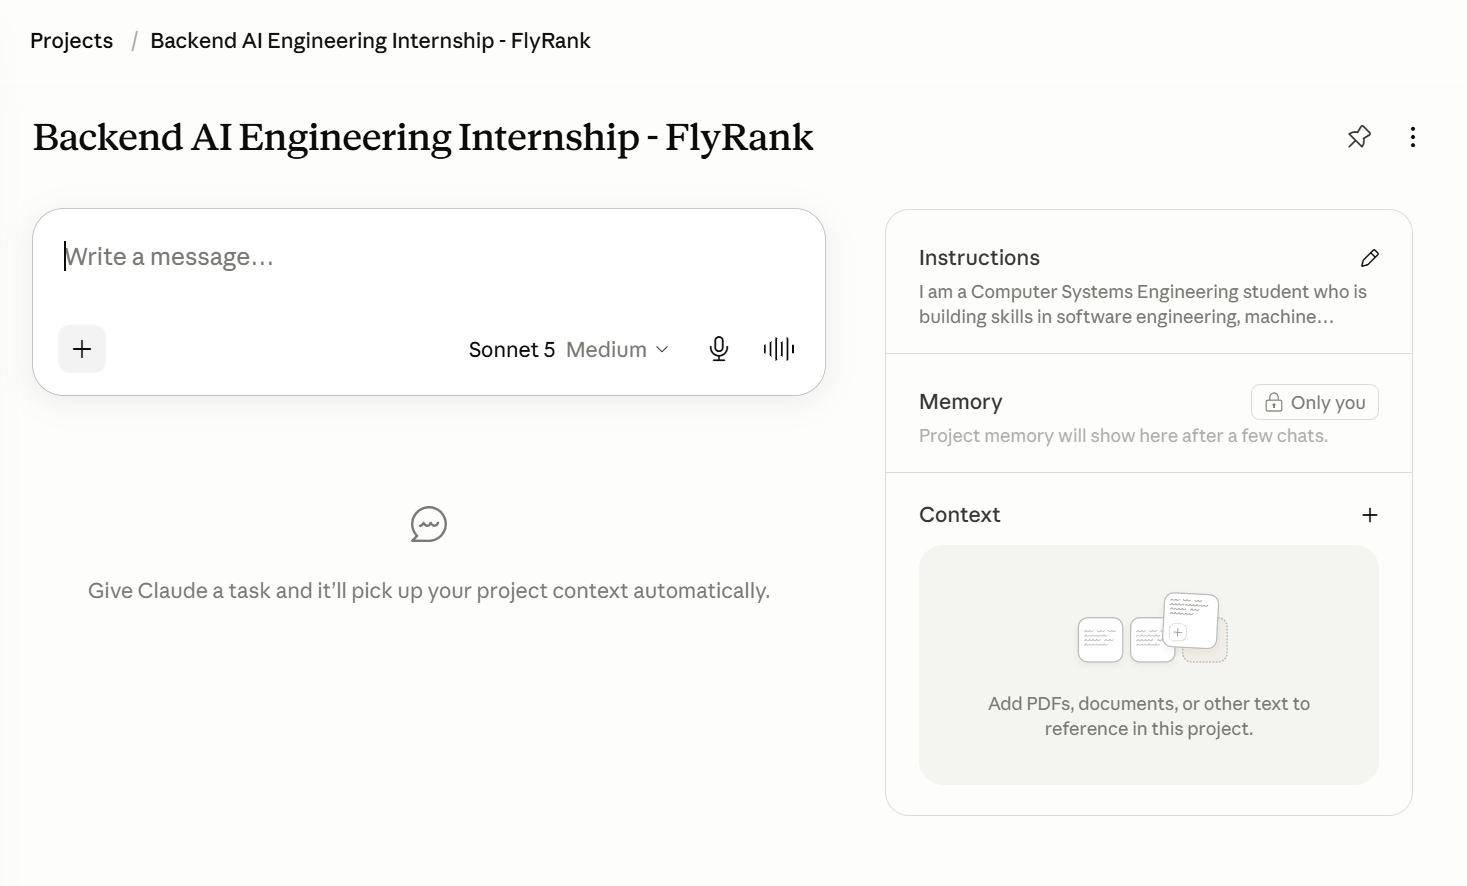 Projects / Backend AI Engineering Internship - FlyRank
Backend AI Engineering Internship - FlyRank
Write a message...
Sonnet 5 Medium
Give Claude a task and it’ll pick up your project context automatically.
Instructions
I am a Computer Systems Engineering student who is
building skills in software engineering, machine...
Memory
Only you
Project memory will show here after a few chats.
Context
Add PDFs, documents, or other text to
reference in this project.